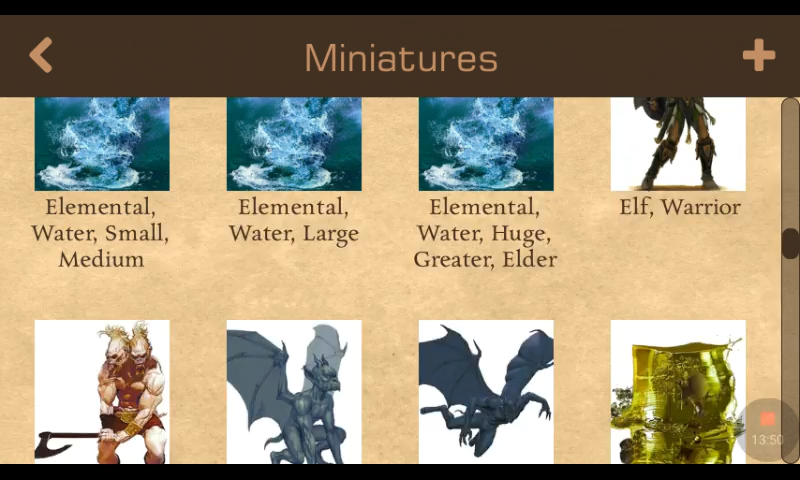 Miniatures
Elemental,
Water, Small,
Medium
Elemental,
Water, Large
Elemental,
Water, Huge,
Greater, Elder
Elf, Warrior
13:50